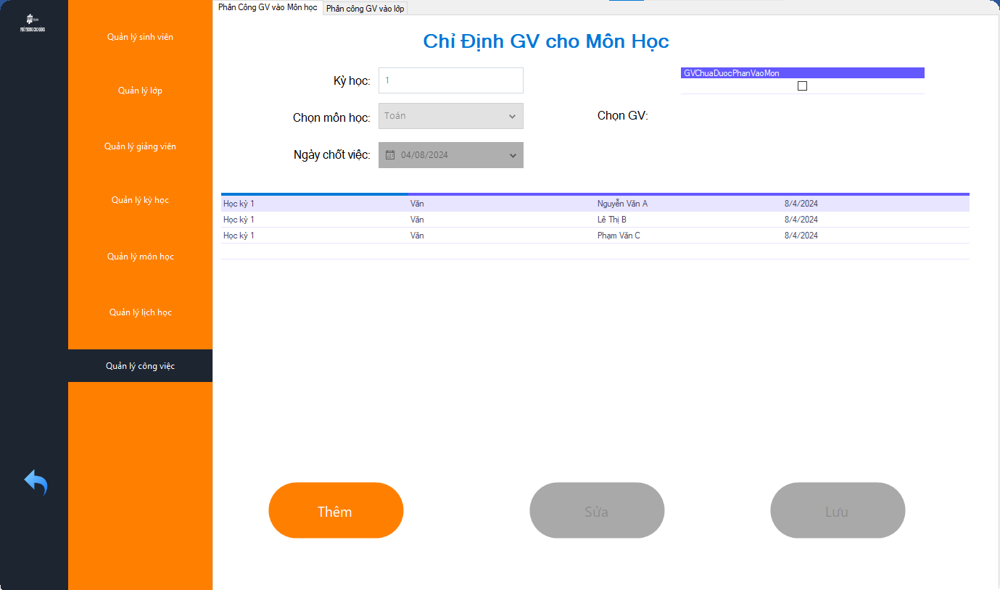 Phân Công GV vào Môn học
Phân công GV vào lớp
PHỔ THÔNG CAO ĐẲNG
Quản lý sinh viên
Quản lý lớp
Quản lý giảng viên
Quản lý kỳ học
Quản lý môn học
Quản lý lịch học
Quản lý công việc
Chỉ Định GV cho Môn Học
Kỳ học: 1
GVChuaDuocPhanVaoMon
Chọn môn học: Toán
Chọn GV:
Ngày chốt việc: 04/08/2024
Học kỳ 1 Văn Nguyễn Văn A 8/4/2024
Học kỳ 1 Văn Lê Thị B 8/4/2024
Học kỳ 1 Văn Phạm Văn C 8/4/2024
Thêm
Sửa
Lưu